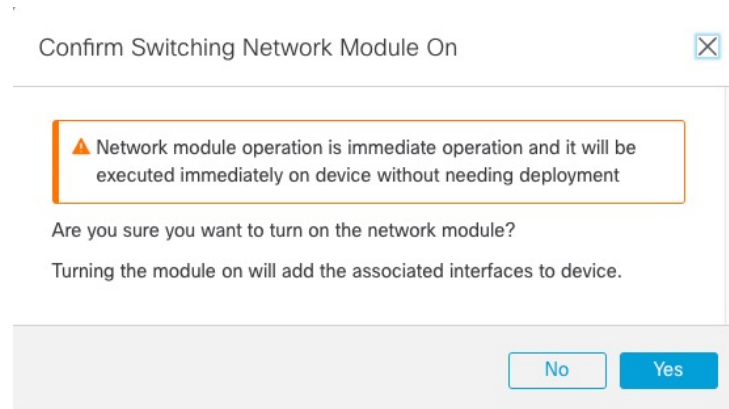 Confirm Switching Network Module On
Network module operation is immediate operation and it will be
executed immediately on device without needing deployment
Are you sure you want to turn on the network module?
Turning the module on will add the associated interfaces to device.
No
Yes